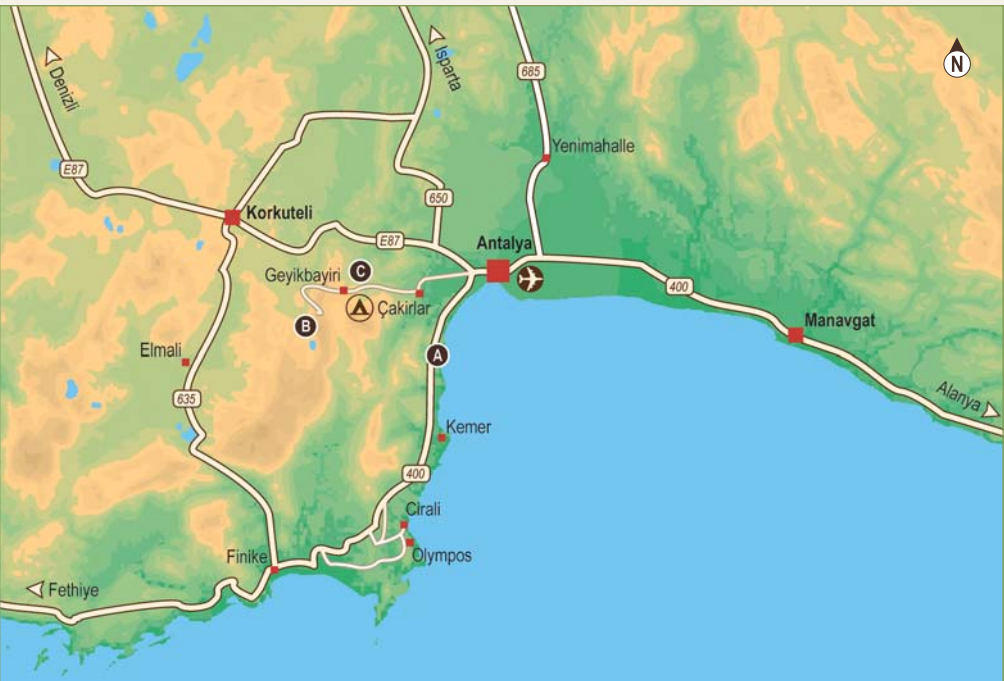 Denizli
Isparta
685
N
Yenimahalle
E87
650
Korkuteli
E87
Antalya
Geyikbayiri
C
400
Çakirlar
B
Manavgat
A
Elmali
635
Alanya
Kemer
400
CIrali
Olympos
Finike
Fethiye